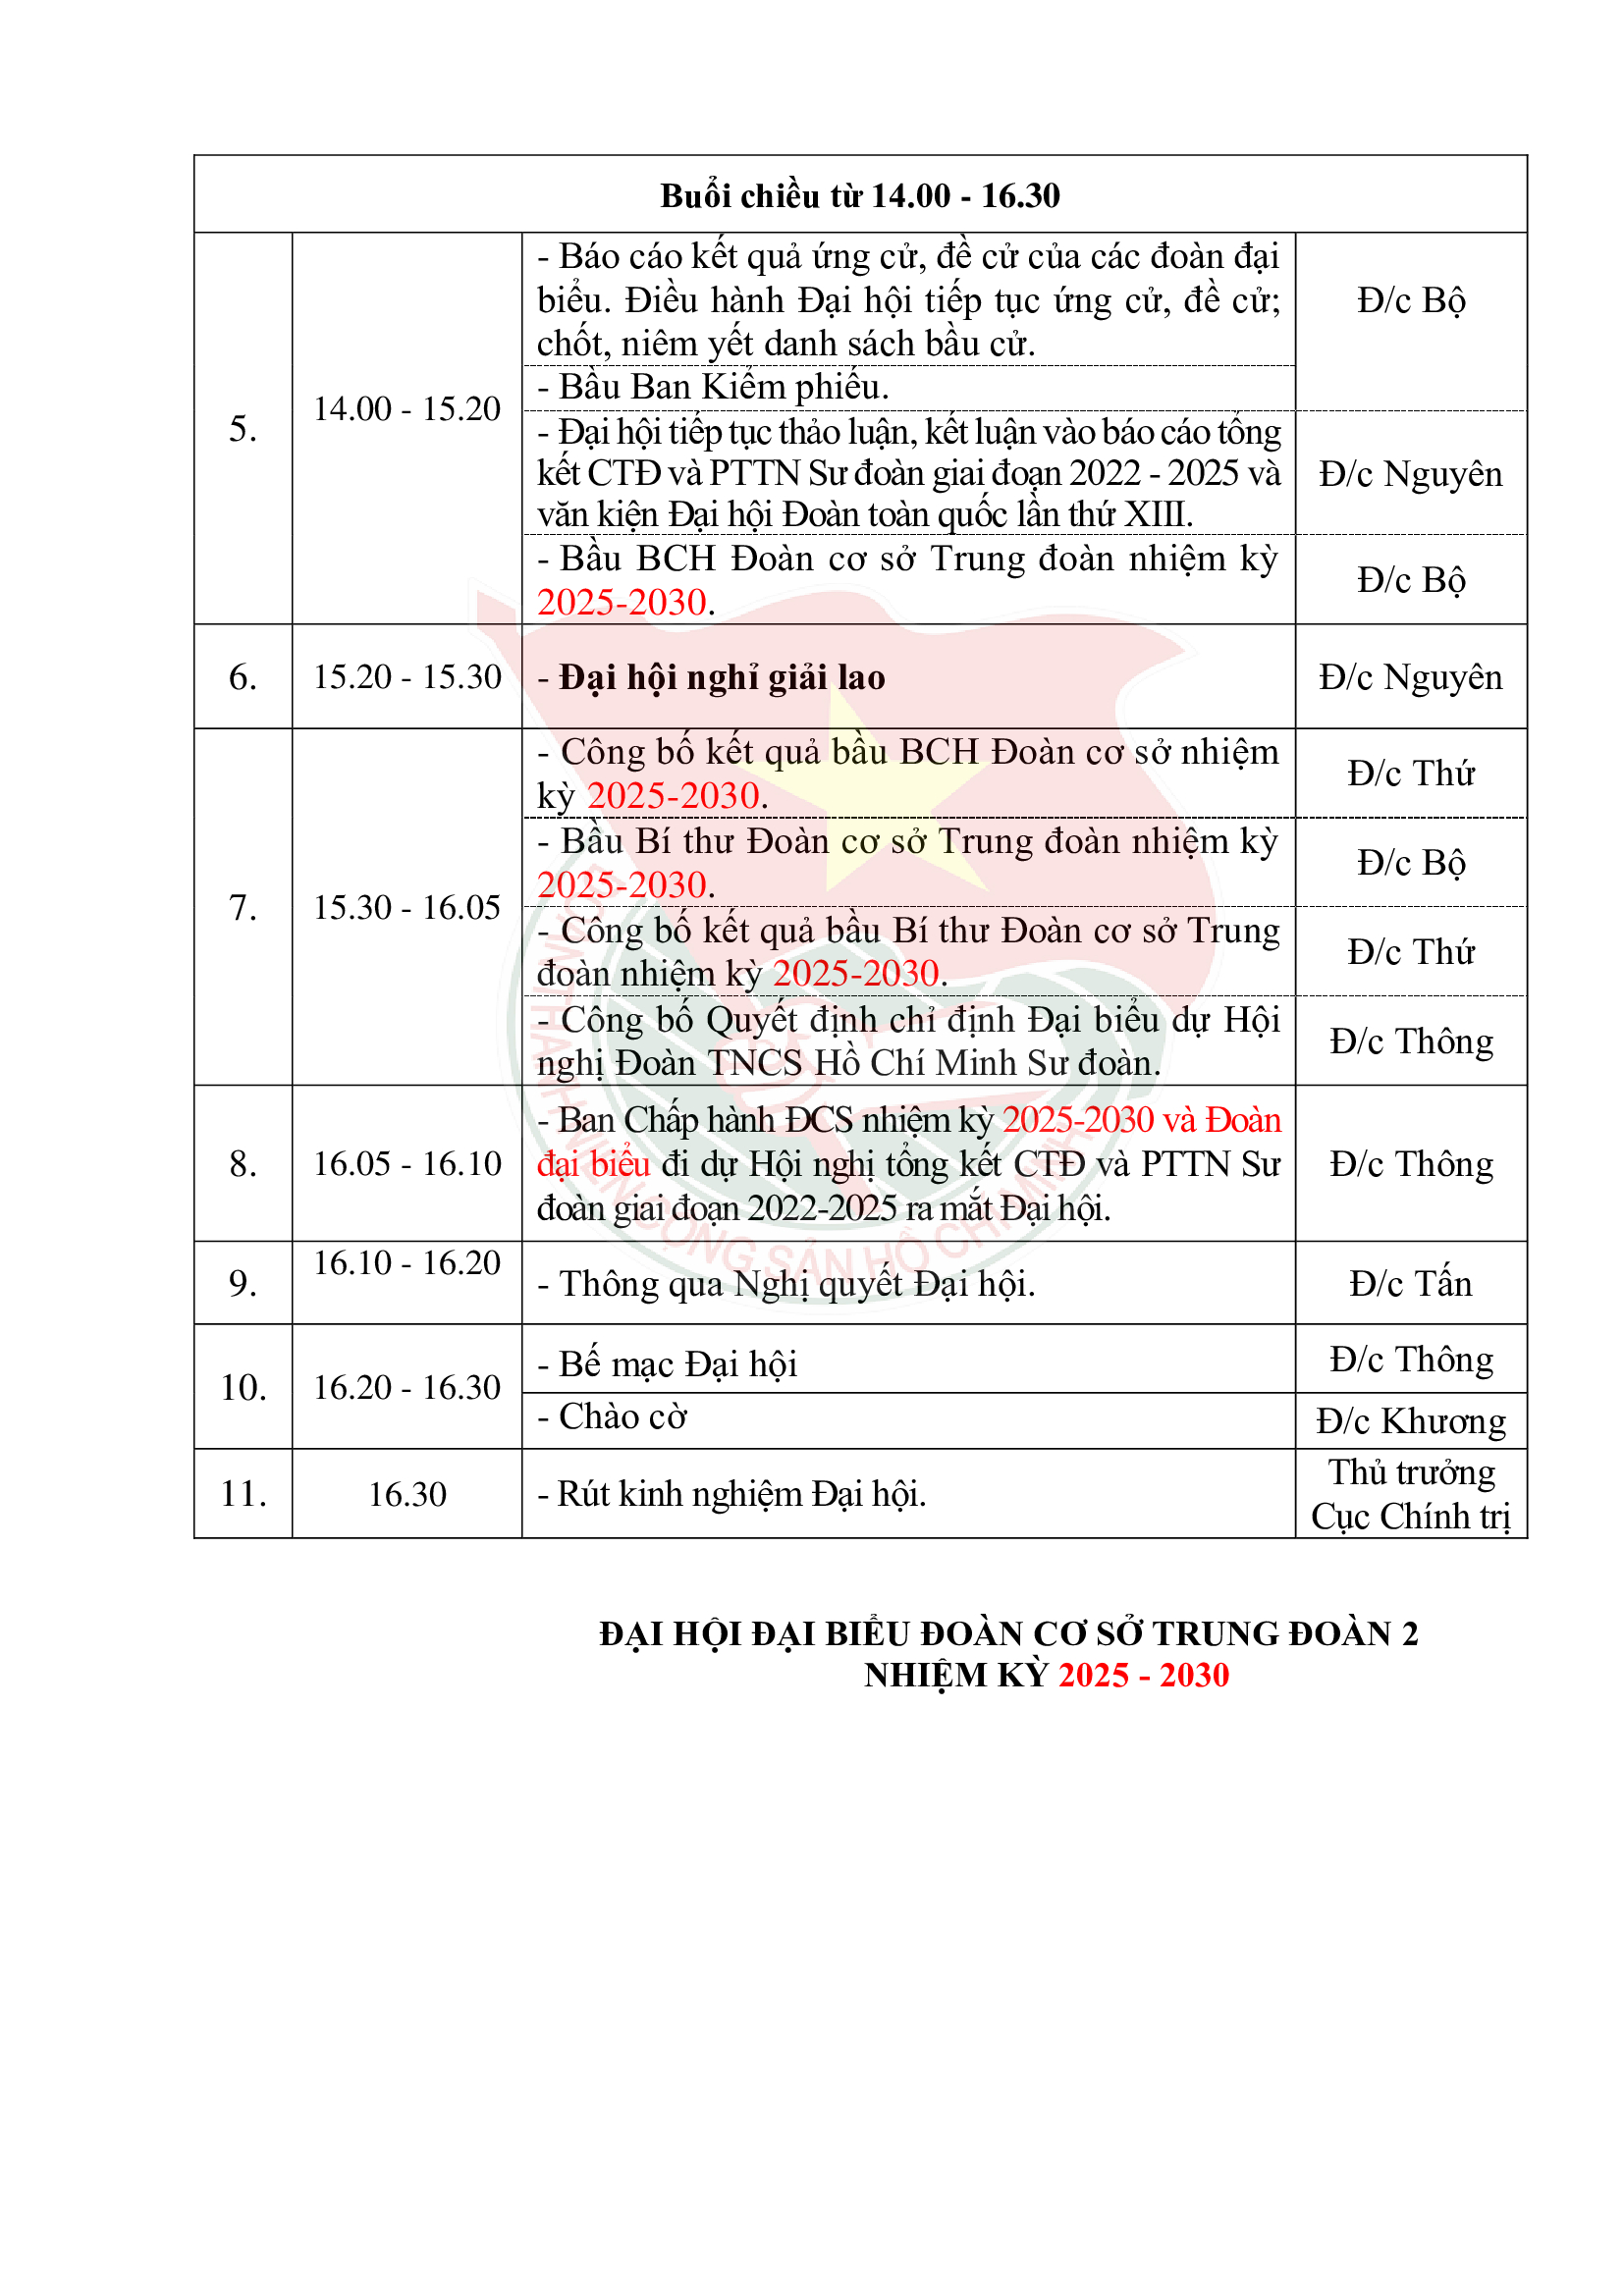 Buổi chiều từ 14.00 - 16.30
5.
14.00 - 15.20
- Báo cáo kết quả ứng cử, đề cử của các đoàn đại
biểu. Điều hành Đại hội tiếp tục ứng cử, đề cử;
chốt, niêm yết danh sách bầu cử.
- Bầu Ban Kiểm phiếu.
Đ/c Bộ
- Đại hội tiếp tục thảo luận, kết luận vào báo cáo tổng
kết CTĐ và PTTN Sư đoàn giai đoạn 2022 - 2025 và
văn kiện Đại hội Đoàn toàn quốc lần thứ XIII.
Đ/c Nguyên
- Bầu BCH Đoàn cơ sở Trung đoàn nhiệm kỳ
2025-2030.
Đ/c Bộ
6.
15.20 - 15.30
- Đại hội nghỉ giải lao
Đ/c Nguyên
7.
15.30 - 16.05
- Công bố kết quả bầu BCH Đoàn cơ sở nhiệm
kỳ 2025-2030.
Đ/c Thứ
- Bầu Bí thư Đoàn cơ sở Trung đoàn nhiệm kỳ
2025-2030.
Đ/c Bộ
- Công bố kết quả bầu Bí thư Đoàn cơ sở Trung
đoàn nhiệm kỳ 2025-2030.
Đ/c Thứ
- Công bố Quyết định chỉ định Đại biểu dự Hội
nghị Đoàn TNCS Hồ Chí Minh Sư đoàn.
Đ/c Thông
8.
16.05 - 16.10
- Ban Chấp hành ĐCS nhiệm kỳ 2025-2030 và Đoàn
đại biểu đi dự Hội nghị tổng kết CTĐ và PTTN Sư
đoàn giai đoạn 2022-2025 ra mắt Đại hội.
Đ/c Thông
9.
16.10 - 16.20
- Thông qua Nghị quyết Đại hội.
Đ/c Tấn
10.
16.20 - 16.30
- Bế mạc Đại hội
Đ/c Thông
- Chào cờ
Đ/c Khương
11.
16.30
- Rút kinh nghiệm Đại hội.
Thủ trưởng
Cục Chính trị
THANH NIÊN CỘNG SẢN HỒ CHÍ MINH
ĐẠI HỘI ĐẠI BIỂU ĐOÀN CƠ SỞ TRUNG ĐOÀN 2
NHIỆM KỲ 2025 - 2030